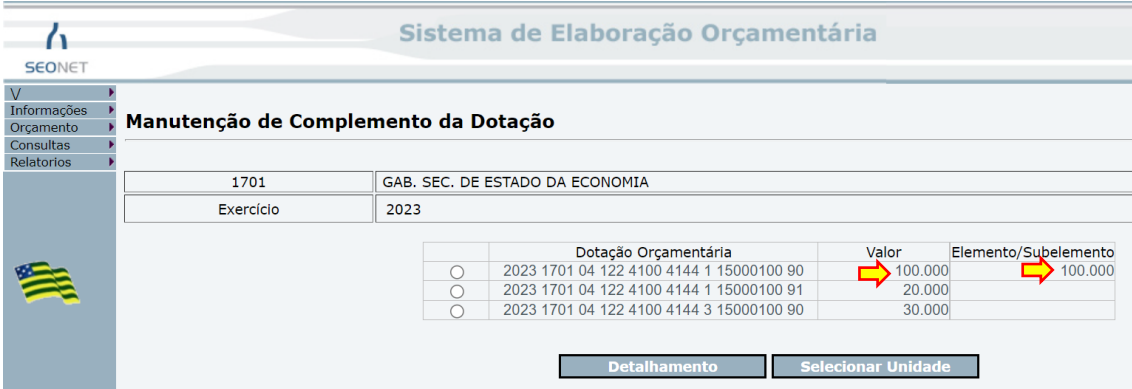 Sistema de Elaboração Orçamentária
SEONET
V
Informações
Orçamento
Consultas
Relatorios
Manutenção de Complemento da Dotação
1701 GAB. SEC. DE ESTADO DA ECONOMIA
Exercício 2023
Dotação Orçamentária Valor Elemento/Subelemento
2023 1701 04 122 4100 4144 1 15000100 90 100.000 100.000
2023 1701 04 122 4100 4144 1 15000100 91 20.000
2023 1701 04 122 4100 4144 3 15000100 90 30.000
Detalhamento Selecionar Unidade